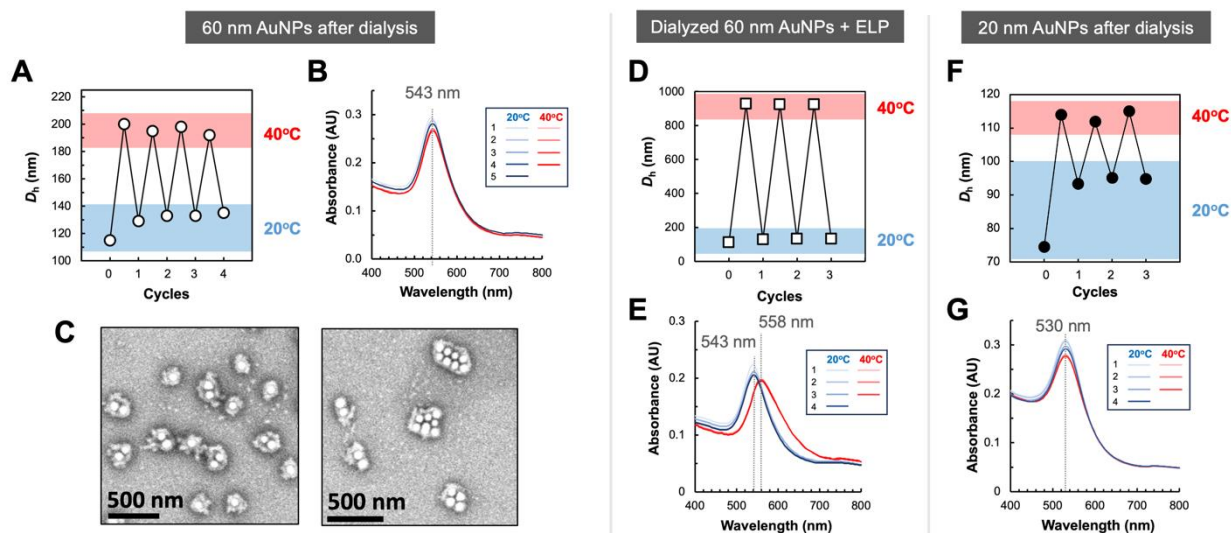 60 nm AuNPs after dialysis
Dialyzed 60 nm AuNPs + ELP
20 nm AuNPs after dialysis
A
220
200
180
160
140
120
100
Dh (nm)
0 1 2 3 4
Cycles
40°C
20°C
B
543 nm
0.4
0.3
0.2
0.1
0
Absorbance (AU)
400 500 600 700 800
Wavelength (nm)
20°C 40°C
1
2
3
4
5
C
500 nm
500 nm
D
1000
800
600
400
200
0
Dh (nm)
0 1 2 3
Cycles
40°C
20°C
E
543 nm
558 nm
0.3
0.2
0.1
0
Absorbance (AU)
400 500 600 700 800
Wavelength (nm)
20°C 40°C
1
2
3
4
F
120
110
100
90
80
70
Dh (nm)
0 1 2 3
Cycles
40°C
20°C
G
530 nm
0.4
0.3
0.2
0.1
0
Absorbance (AU)
400 500 600 700 800
Wavelength (nm)
20°C 40°C
1
2
3
4